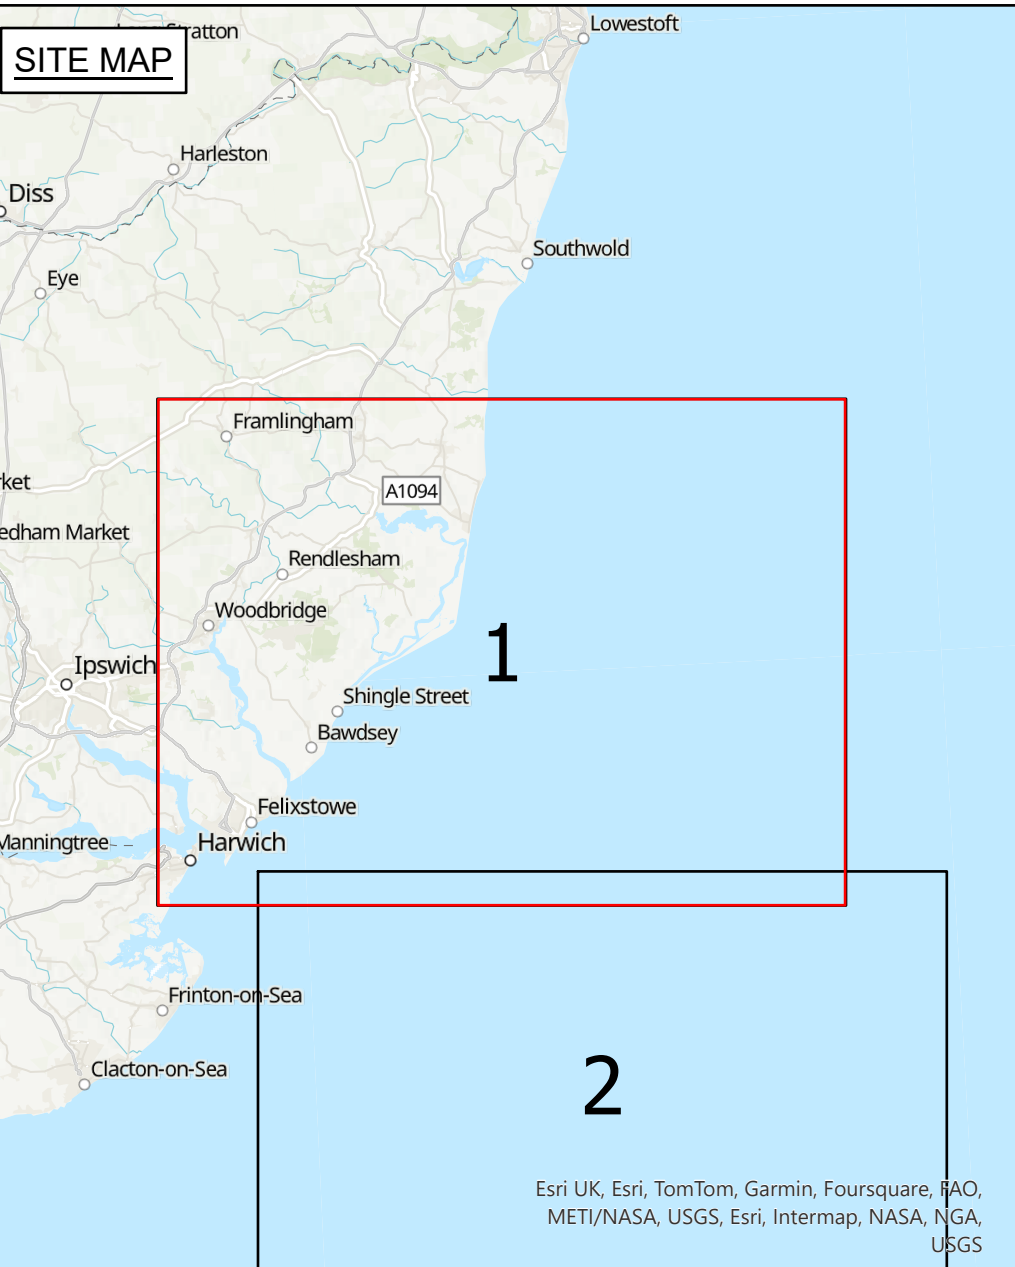 Lowestoft
SITE MAP
Harleston
Diss
Southwold
Eye
Framlingham
A1094
Rendlesham
Woodbridge
1
Ipswich
Shingle Street
Bawdsey
Felixstowe
Harwich
Manningtree
Frinton-on-Sea
Clacton-on-Sea
2
Esri UK, Esri, TomTom, Garmin, Foursquare, FAO,
METI/NASA, USGS, Esri, Intermap, NASA, NGA,
USGS